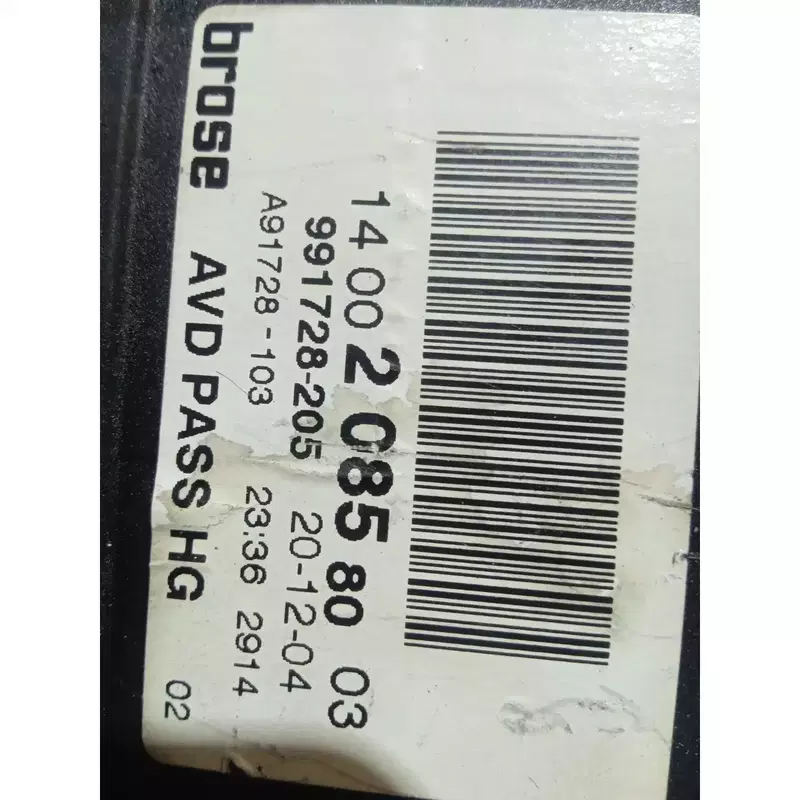 14 00 2 085 80 03
991728-205 20-12-04
A91728-103 23:36 2914
brose AVD PASS HG 02